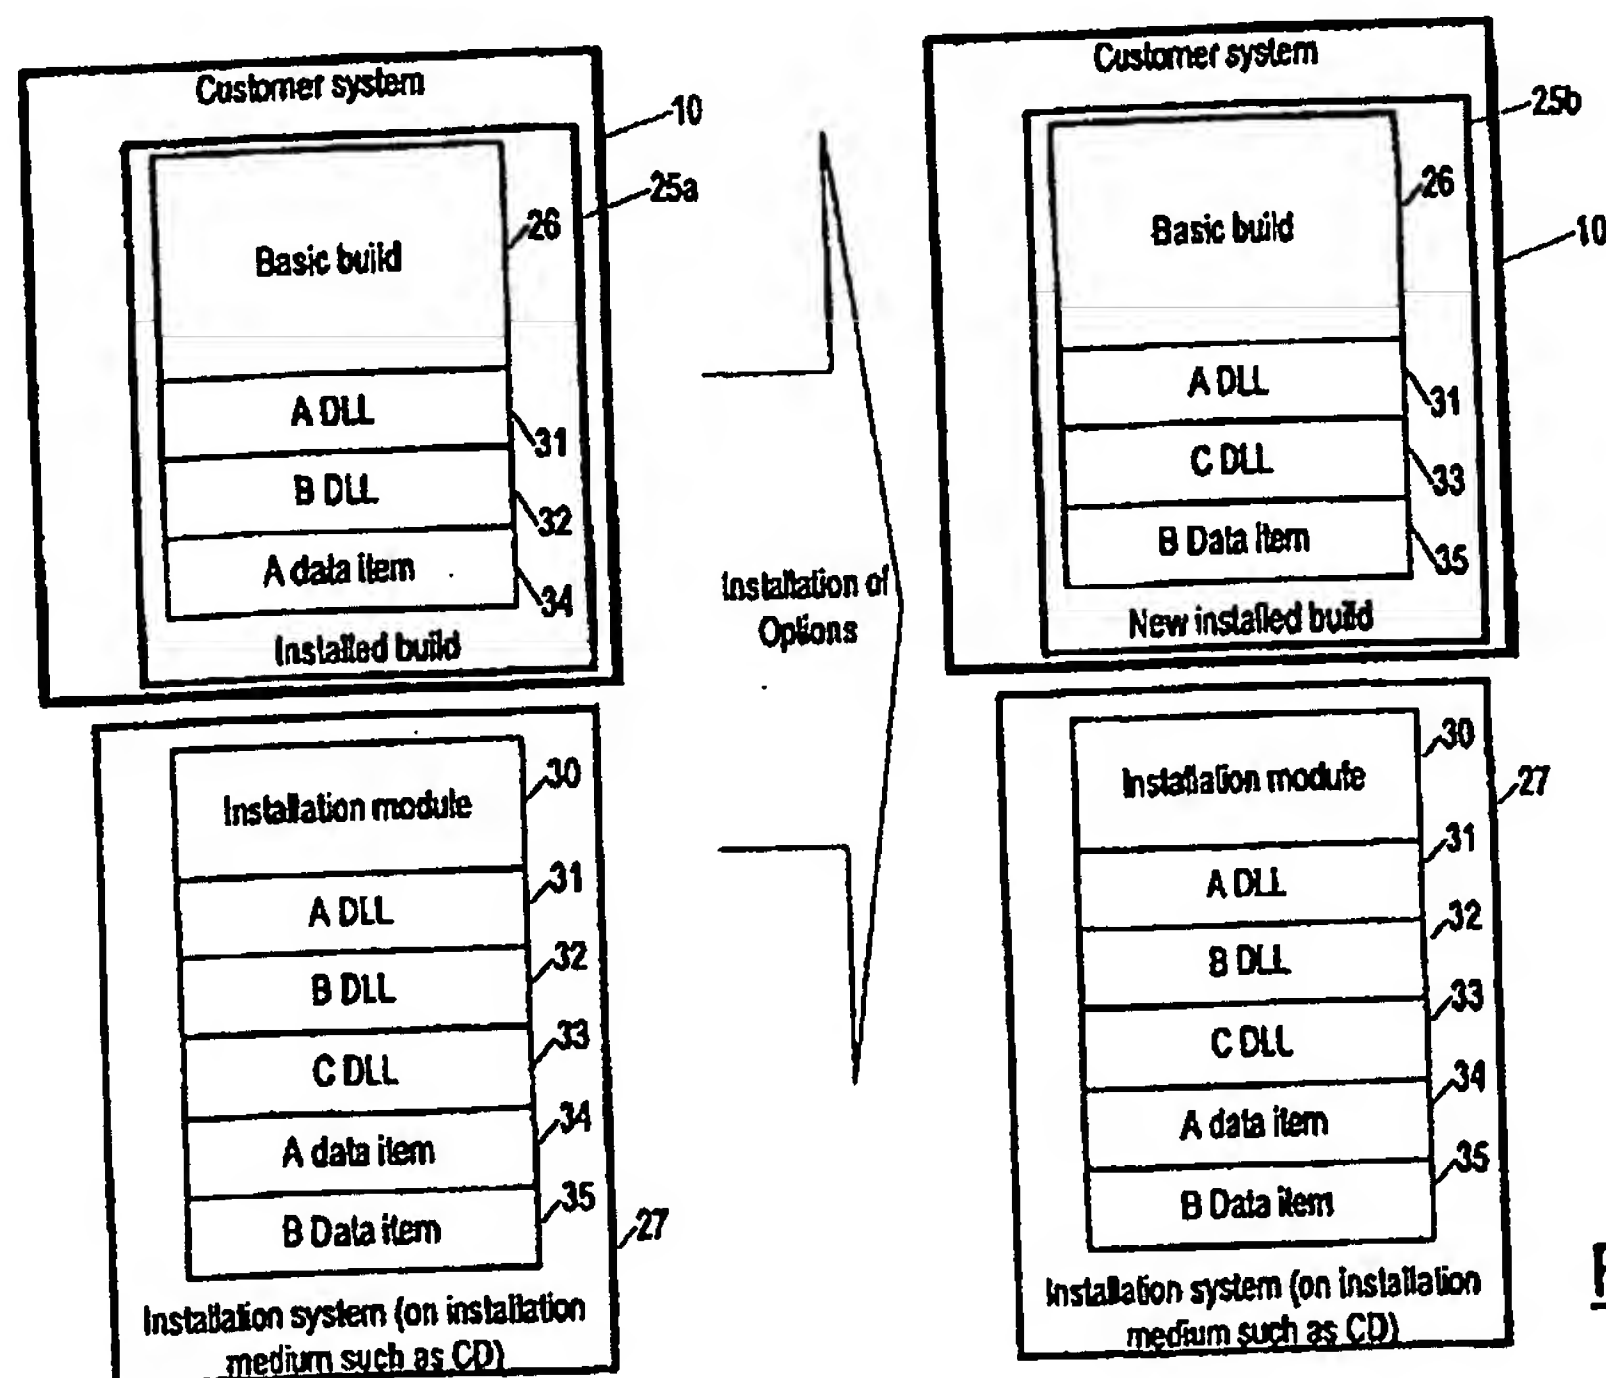 Customer system
10
25a
26
Basic build
A DLL
31
B DLL
32
A data item
34
Installed build
30
Installation module
31
A DLL
32
B DLL
33
C DLL
34
A data item
35
B Data item
27
Installation system (on installation
medium such as CD)
Installation of
Options
Customer system
25b
26
10
Basic build
A DLL
31
C DLL
33
B Data item
35
New installed build
30
Installation module
27
31
A DLL
32
B DLL
33
C DLL
34
A data item
35
B Data item
Installation system (on installation
medium such as CD)